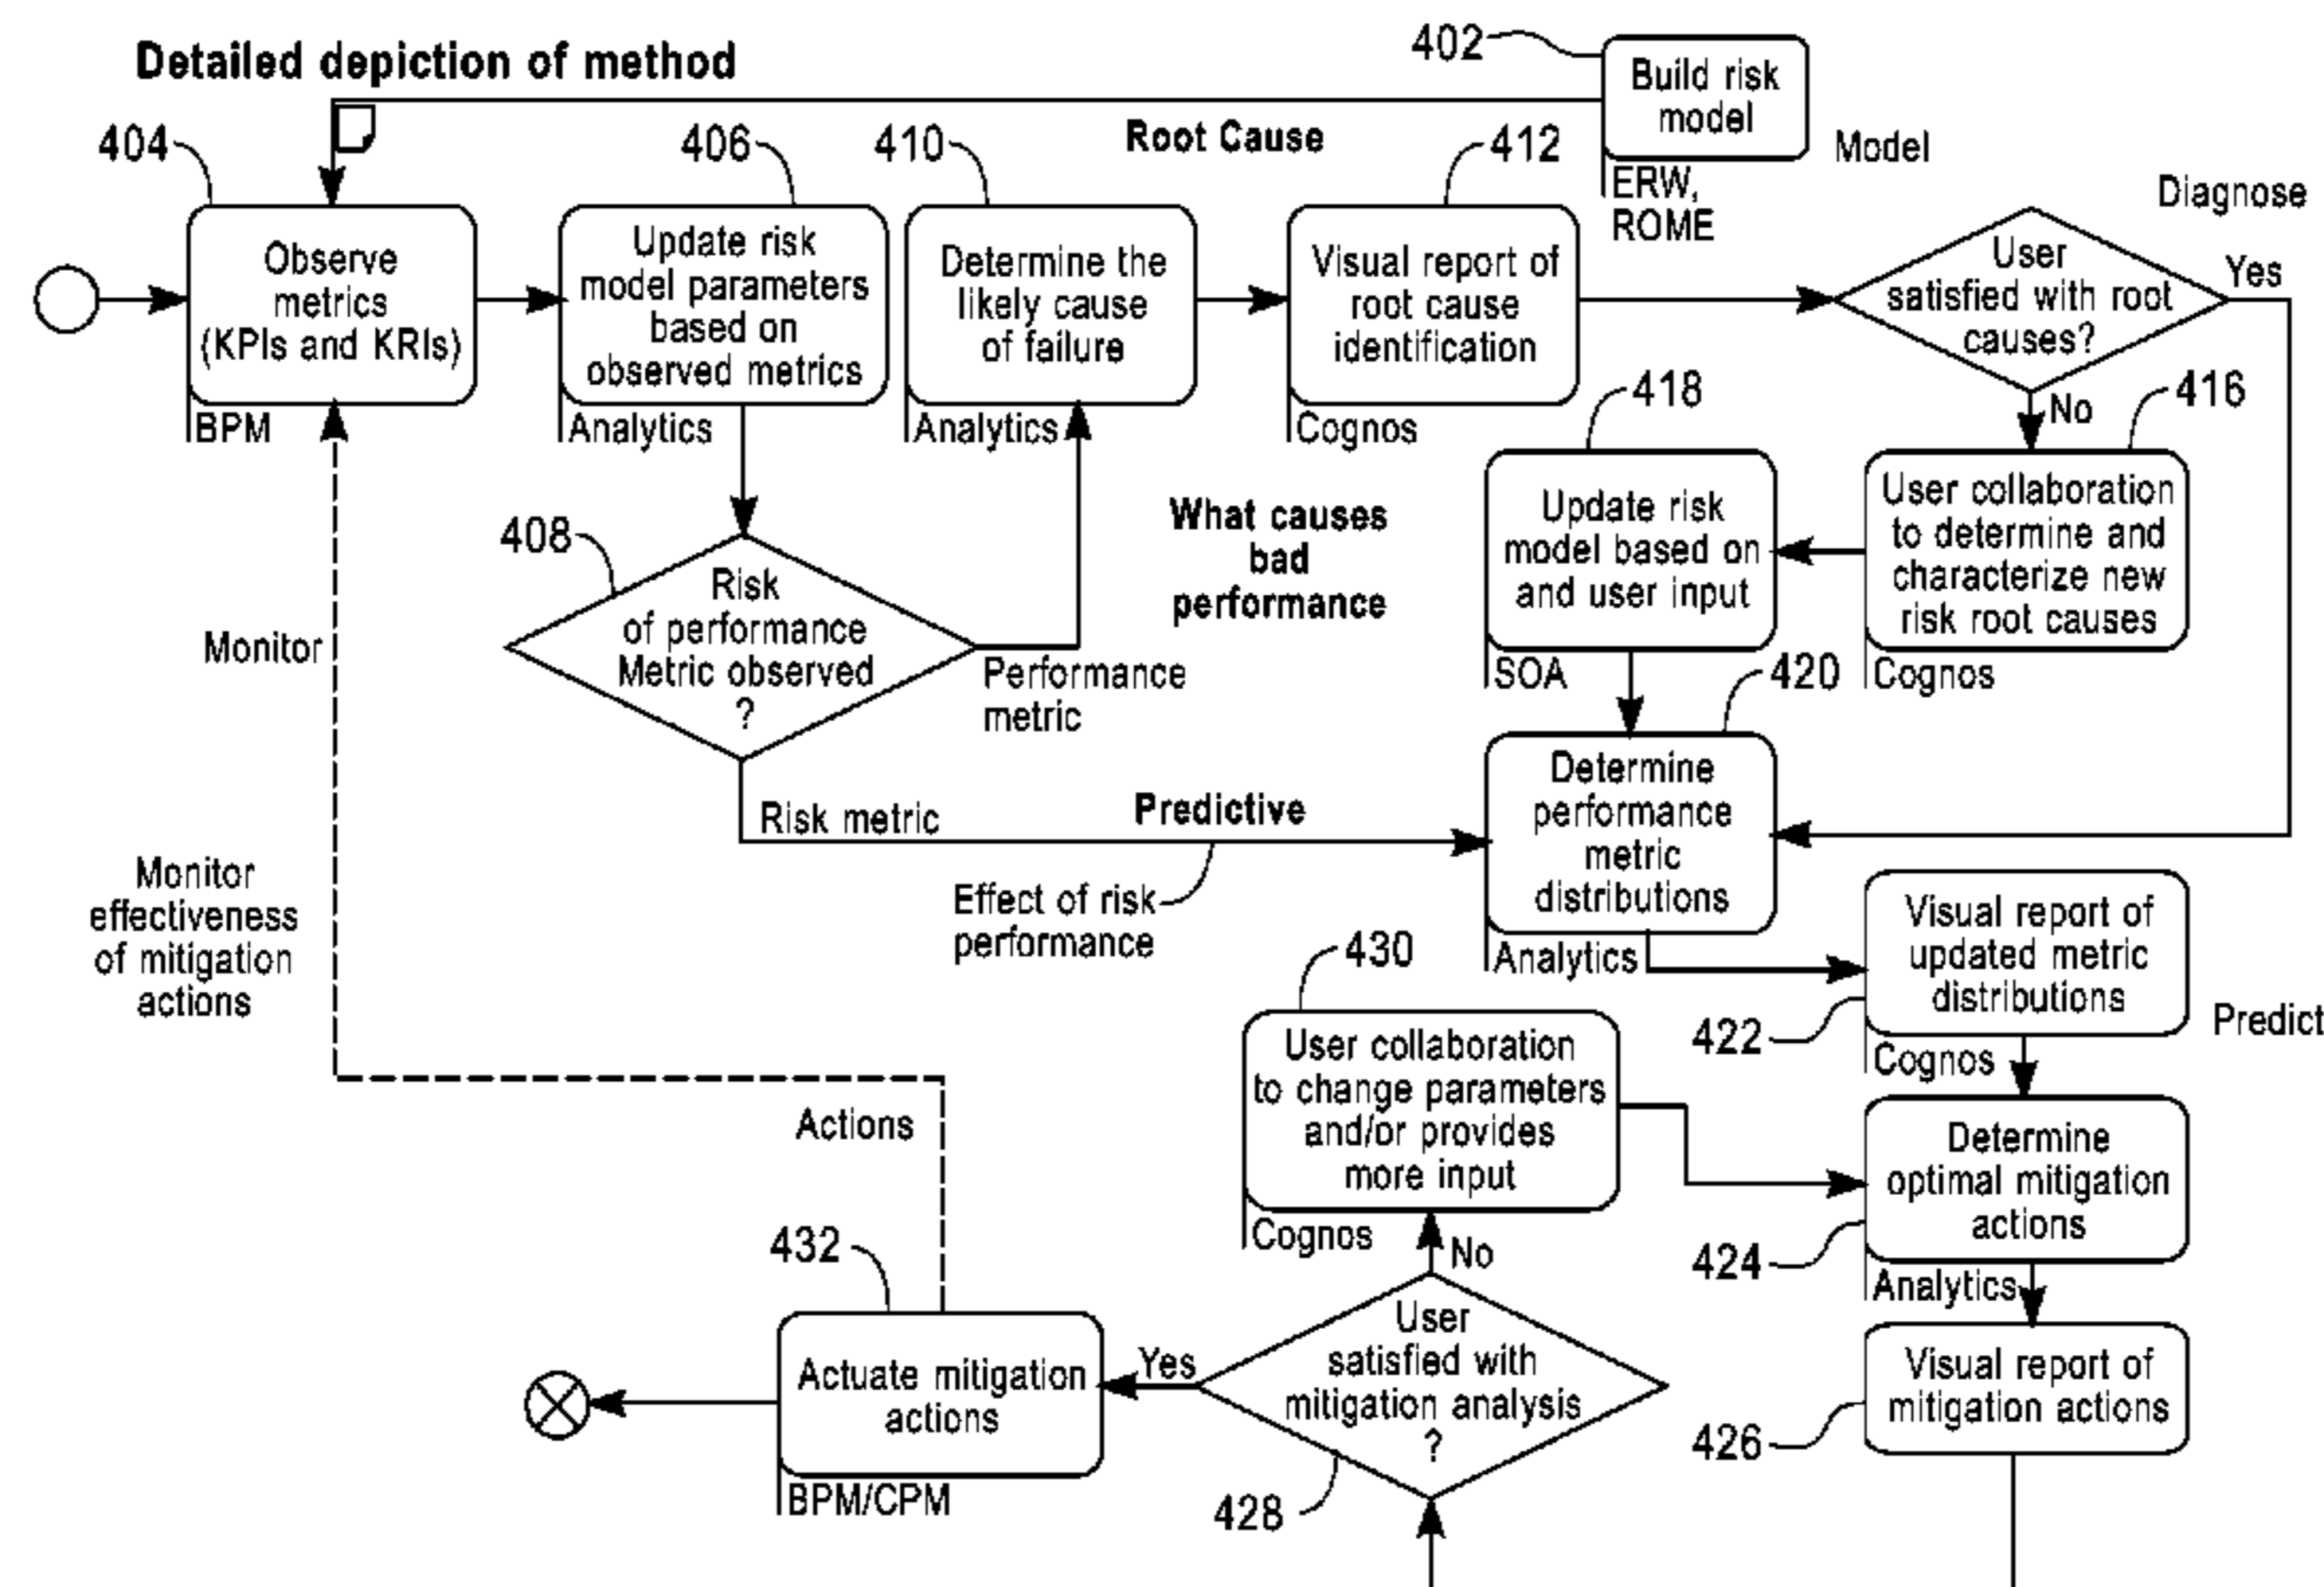 Detailed depiction of method
402
Build risk
model
Model
ERW,
ROME
404
406
410
Root Cause
412
Diagnose
Observe
metrics
(KPIs and KRIs)
BPM
Update risk
model parameters
based on
observed metrics
Analytics
Determine the
likely cause
of failure
Analytics
Visual report of
root cause
identification
Cognos
User
satisfied with root
causes?
Yes
No
418
416
Update risk
model based on
and user input
SOA
User collaboration
to determine and
characterize new
risk root causes
Cognos
What causes
bad
performance
408
Risk
of performance
Metric observed
?
Performance
metric
Monitor
420
Risk metric
Predictive
Determine
performance
metric
distributions
Analytics
Effect of risk
performance
Monitor
effectiveness
of mitigation
actions
Visual report of
updated metric
distributions
422
Cognos
Predict
430
User collaboration
to change parameters
and/or provides
more input
Cognos
Actions
Determine
optimal mitigation
actions
424
Analytics
432
Actuate mitigation
actions
BPM/CPM
Yes
No
User
satisfied with
mitigation analysis
?
428
Visual report of
mitigation actions
426